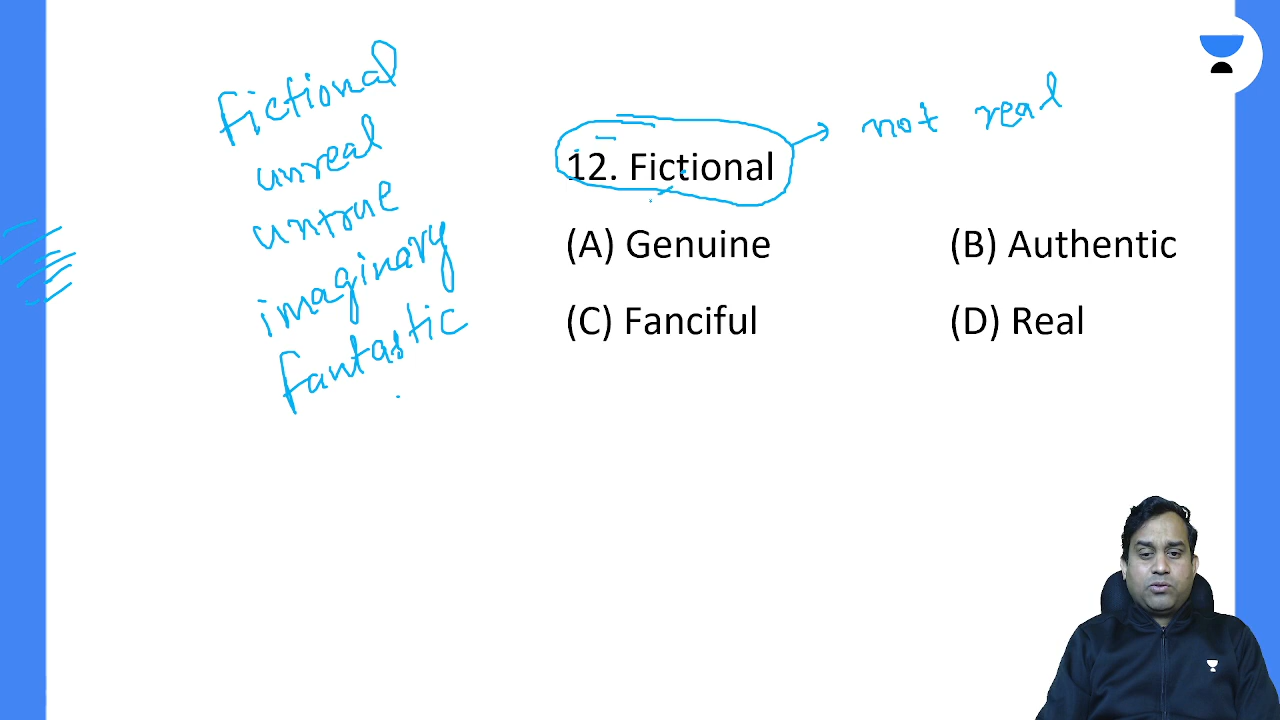 fictional
unreal
untrue
imaginary
fantastic
not real
12. Fictional
(A) Genuine (B) Authentic
(C) Fanciful (D) Real